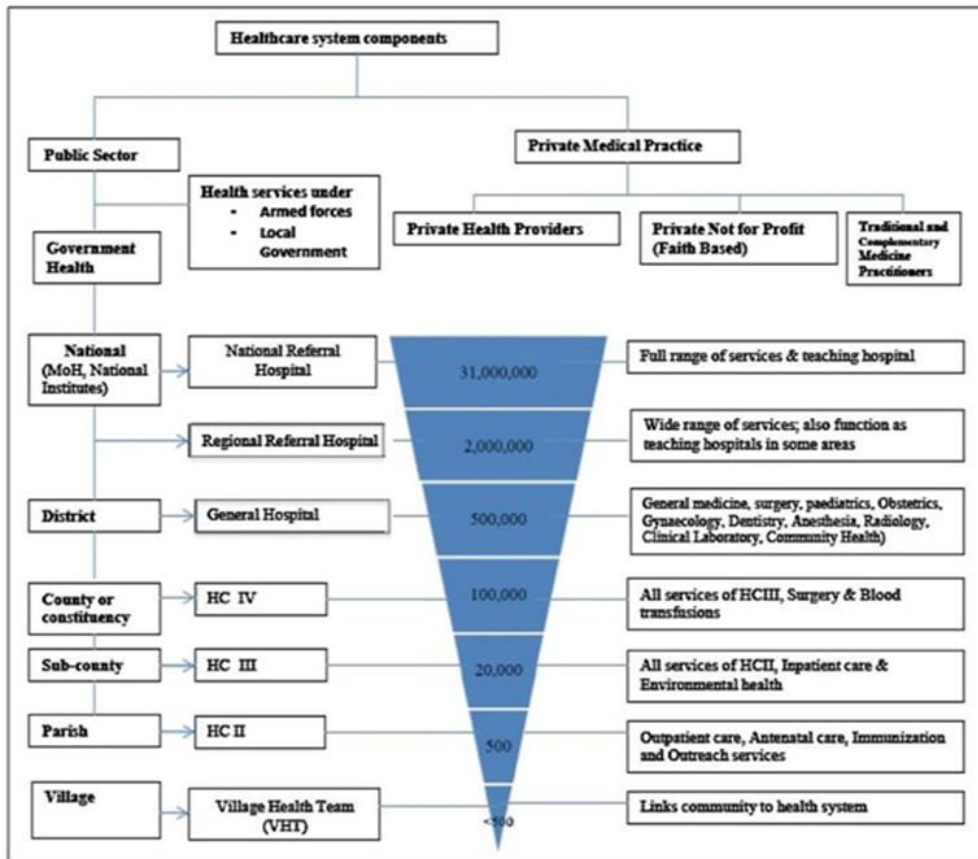 Healthcare system components
Public Sector
Private Medical Practice
Health services under
- Armed forces
- Local
Government
Private Health Providers
Private Not for Profit
(Faith Based)
Traditional and
Complementary
Medicine
Practitioners
Government
Health
National
(MoH, National
Institutes)
National Referral
Hospital
31,000,000
Full range of services & teaching hospital
Regional Referral Hospital
2,000,000
Wide range of services; also function as
teaching hospitals in some areas
District
General Hospital
500,000
General medicine, surgery, paediatrics, Obstetrics,
Gynaecology, Dentistry, Anesthesia, Radiology,
Clinical Laboratory, Community Health)
County or
constituency
HC IV
100,000
All services of HCIII, Surgery & Blood
transfusions
Sub-county
HC III
20,000
All services of HCII, Inpatient care &
Environmental health
Parish
HC II
500
Outpatient care, Antenatal care, Immunization
and Outreach services
Village
Village Health Team
(VHT)
<500
Links community to health system